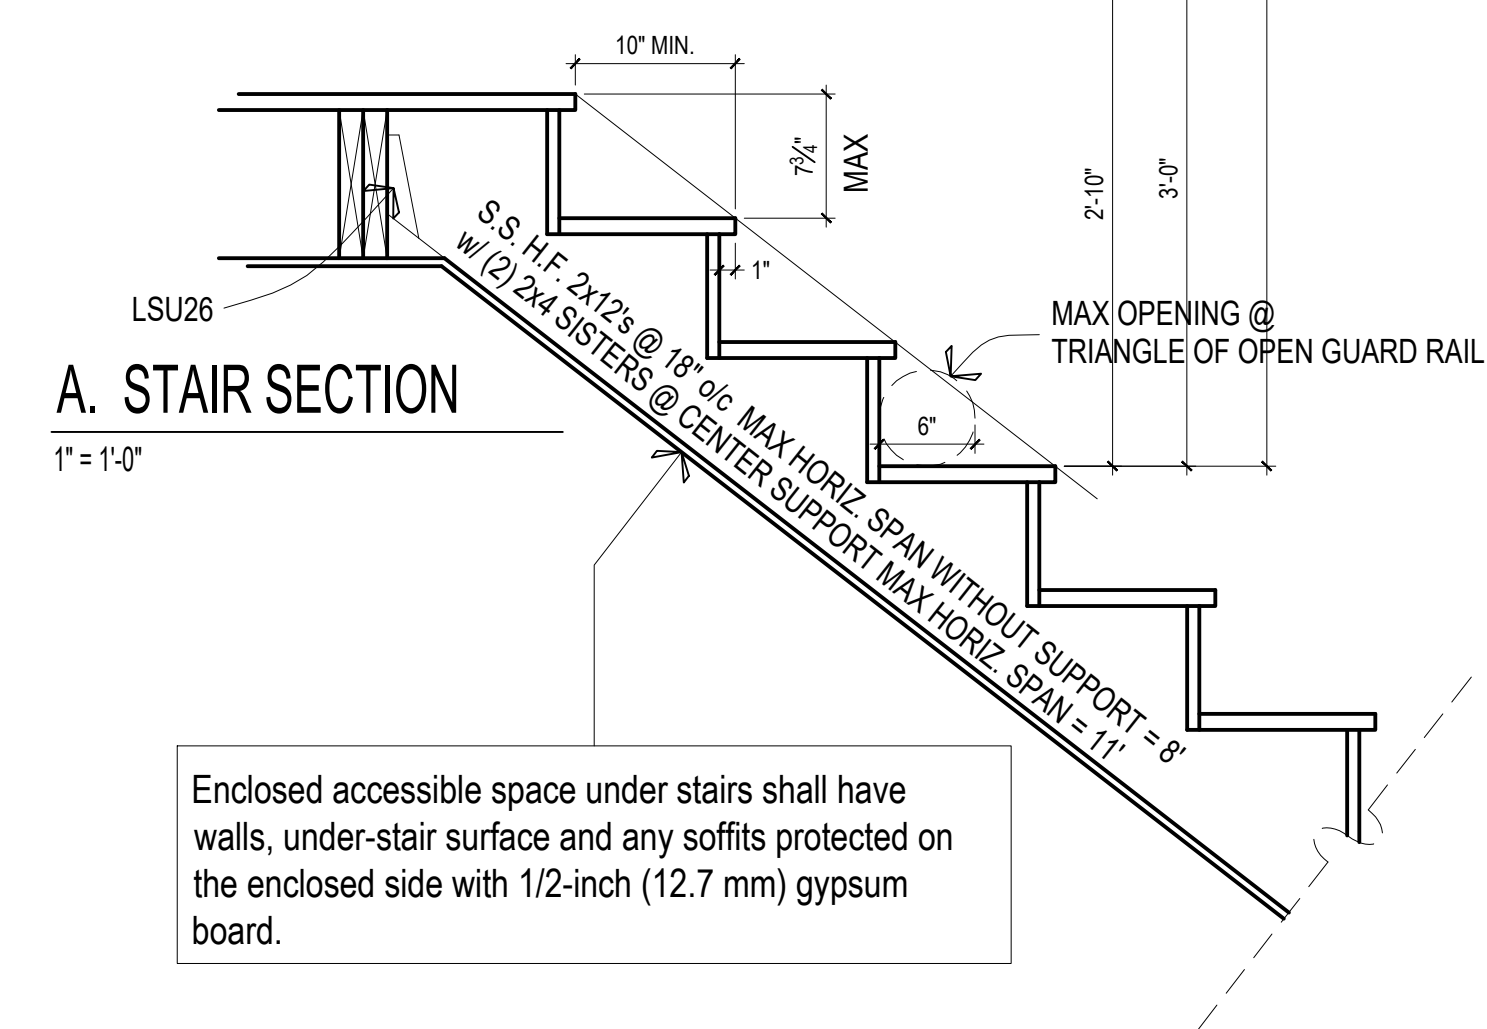 10" MIN.
7¾"
MAX
2'-10"
3'-0"
1"
LSU26
S.S. H.F. 2x12's @ 18" o/c MAX HORIZ. SPAN WITHOUT SUPPORT = 8'
w/ (2) 2x4 SISTERS @ CENTER SUPPORT MAX HORIZ. SPAN = 11'
MAX OPENING @
TRIANGLE OF OPEN GUARD RAIL
6"
A. STAIR SECTION
1" = 1'-0"
Enclosed accessible space under stairs shall have
walls, under-stair surface and any soffits protected on
the enclosed side with 1/2-inch (12.7 mm) gypsum
board.